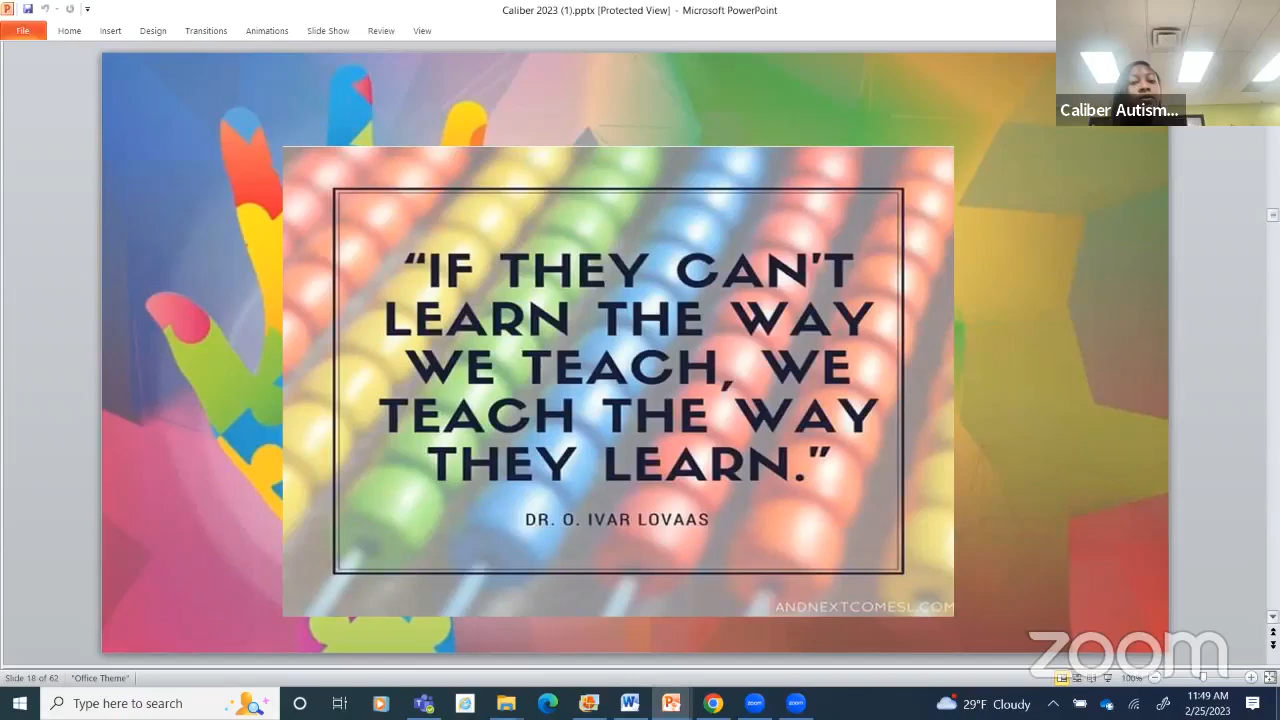 Caliber 2023 (1).pptx [Protected View] - Microsoft PowerPoint
File Home Insert Design Transitions Animations Slide Show Review View
Caliber Autism...
“IF THEY CAN'T
LEARN THE WAY
WE TEACH, WE
TEACH THE WAY
THEY LEARN.”
DR. O. IVAR LOVAAS
ANDNEXTCOMESL.COM
zoom
Slide 18 of 62 "Office Theme" 100%
Type here to search
29°F Cloudy
11:49 AM
2/25/2023